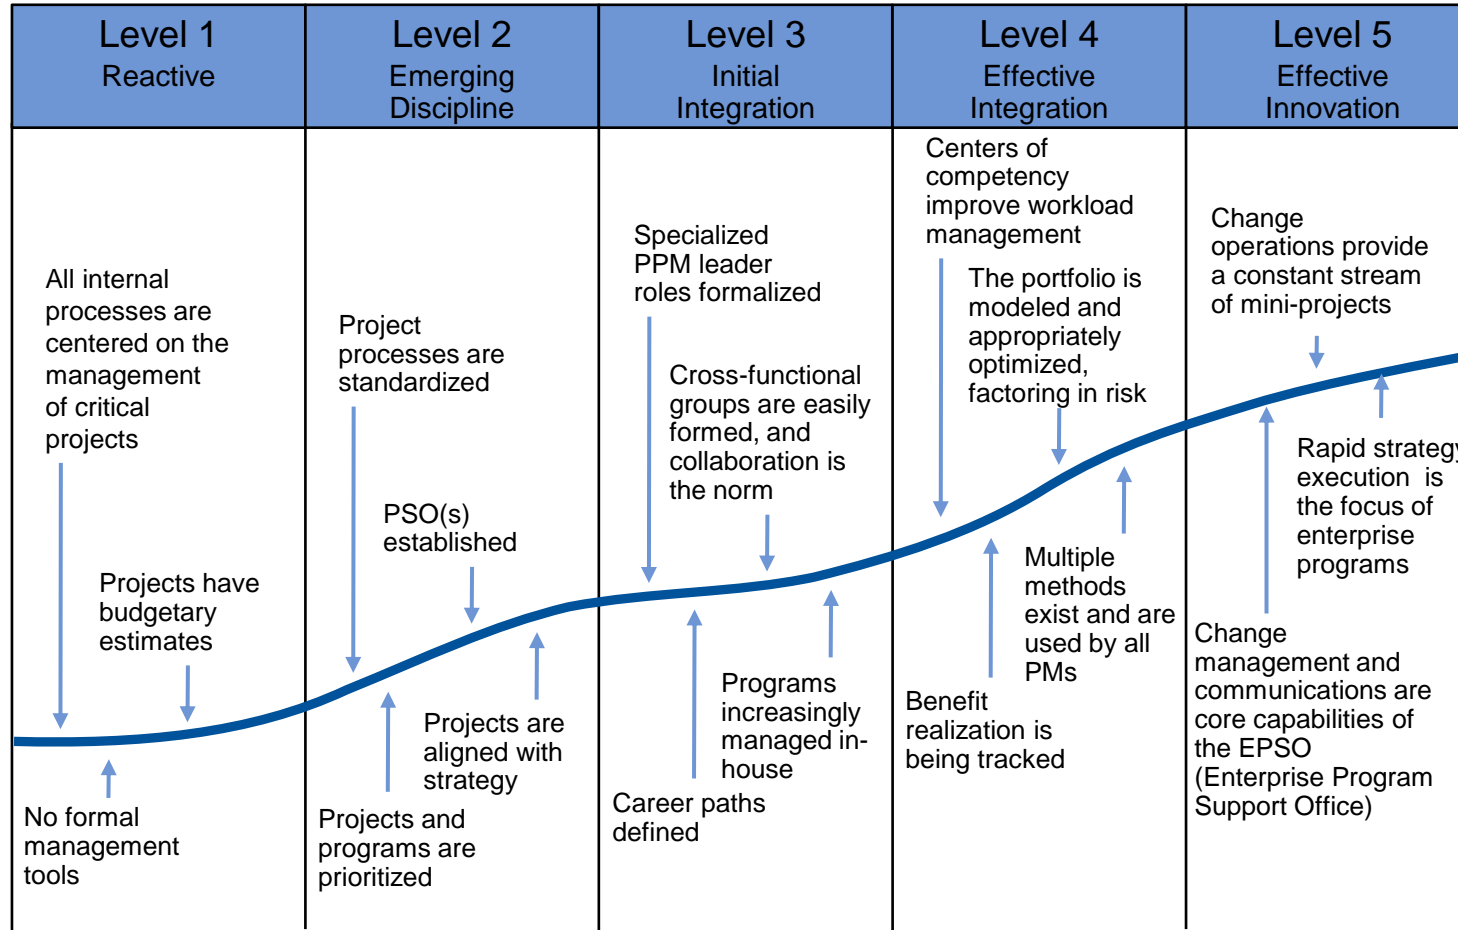 Level 1
Reactive
Level 2
Emerging
Discipline
Level 3
Initial
Integration
Level 4
Effective
Integration
Level 5
Effective
Innovation
All internal
processes are
centered on the
management
of critical
projects
Projects have
budgetary
estimates
No formal
management
tools
Project
processes are
standardized
PSO(s)
established
Projects are
aligned with
strategy
Projects and
programs are
prioritized
Specialized
PPM leader
roles formalized
Cross-functional
groups are easily
formed, and
collaboration is
the norm
Programs
increasingly
managed in-
house
Career paths
defined
Centers of
competency
improve workload
management
The portfolio is
modeled and
appropriately
optimized,
factoring in risk
Multiple
methods
exist and are
used by all
PMs
Benefit
realization is
being tracked
Change
operations provide
a constant stream
of mini-projects
Rapid strategy
execution is
the focus of
enterprise
programs
Change
management and
communications are
core capabilities of
the EPSO
(Enterprise Program
Support Office)